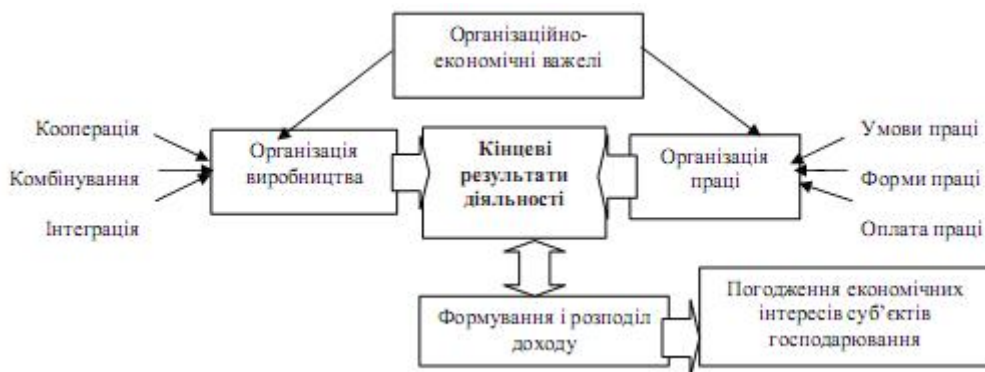 Організаційно-
економічні важелі
Кооперація
Комбінування
Інтеграція
Організація
виробництва
Кінцеві
результати
діяльності
Організація
праці
Умови праці
Форми праці
Оплата праці
Формування і розподіл
доходу
Погодження економічних
інтересів суб’єктів
господарювання